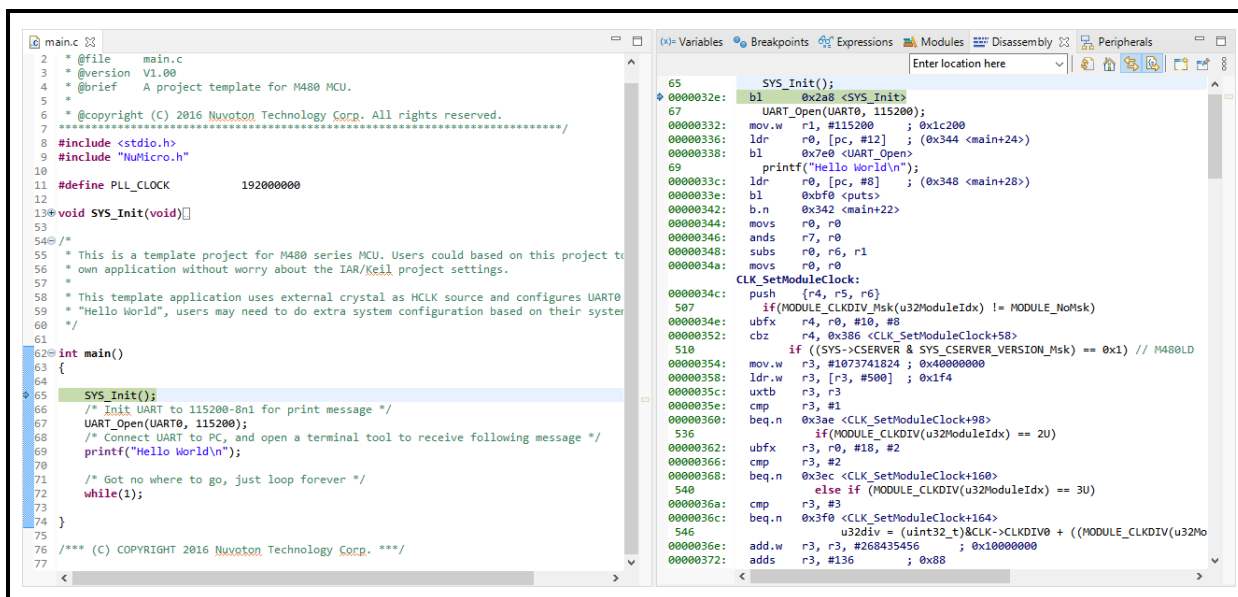 main.c
2 * @file main.c
3 * @version V1.00
4 * @brief A project template for M480 MCU.
5 *
6 * @copyright (C) 2016 Nuvoton Technology Corp. All rights reserved.
7 ******************************************************************************/
8 #include <stdio.h>
9 #include "NuMicro.h"
10
11 #define PLL_CLOCK 192000000
12
13 void SYS_Init(void)
53
54 /*
55 * This is a template project for M480 series MCU. Users could based on this project to
56 * own application without worry about the IAR/Keil project settings.
57 *
58 * This template application uses external crystal as HCLK source and configures UART0
59 * "Hello World", users may need to do extra system configuration based on their system
60 */
61
62 int main()
63 {
64
65 SYS_Init();
66 /* Init UART to 115200-8n1 for print message */
67 UART_Open(UART0, 115200);
68 /* Connect UART to PC, and open a terminal tool to receive following message */
69 printf("Hello World\n");
70
71 /* Got no where to go, just loop forever */
72 while(1);
73
74 }
75
76 /*** (C) COPYRIGHT 2016 Nuvoton Technology Corp. ***/
77
(x)= Variables Breakpoints Expressions Modules Disassembly Peripherals
Enter location here
65 SYS_Init();
0000032e: bl 0x2a8 <SYS_Init>
67 UART_Open(UART0, 115200);
00000332: mov.w r1, #115200 ; 0x1c200
00000336: ldr r0, [pc, #12] ; (0x344 <main+24>)
00000338: bl 0x7e0 <UART_Open>
69 printf("Hello World\n");
0000033c: ldr r0, [pc, #8] ; (0x348 <main+28>)
0000033e: bl 0xbf0 <puts>
00000342: b.n 0x342 <main+22>
00000344: movs r0, r0
00000346: ands r7, r0
00000348: subs r0, r6, r1
0000034a: movs r0, r0
CLK_SetModuleClock:
0000034c: push {r4, r5, r6}
507 if(MODULE_CLKDIV_Msk(u32ModuleIdx) != MODULE_NoMsk)
0000034e: ubfx r4, r0, #10, #8
00000352: cbz r4, 0x386 <CLK_SetModuleClock+58>
510 if ((SYS->CSERVER & SYS_CSERVER_VERSION_Msk) == 0x1) // M480LD
00000354: mov.w r3, #1073741824 ; 0x40000000
00000358: ldr.w r3, [r3, #500] ; 0x1f4
0000035c: uxtb r3, r3
0000035e: cmp r3, #1
00000360: beq.n 0x3ae <CLK_SetModuleClock+98>
536 if(MODULE_CLKDIV(u32ModuleIdx) == 2U)
00000362: ubfx r3, r0, #18, #2
00000366: cmp r3, #2
00000368: beq.n 0x3ec <CLK_SetModuleClock+160>
540 else if (MODULE_CLKDIV(u32ModuleIdx) == 3U)
0000036a: cmp r3, #3
0000036c: beq.n 0x3f0 <CLK_SetModuleClock+164>
546 u32div = (uint32_t)&CLK->CLKDIV0 + ((MODULE_CLKDIV(u32Mo
0000036e: add.w r3, r3, #268435456 ; 0x10000000
00000372: adds r3, #136 ; 0x88